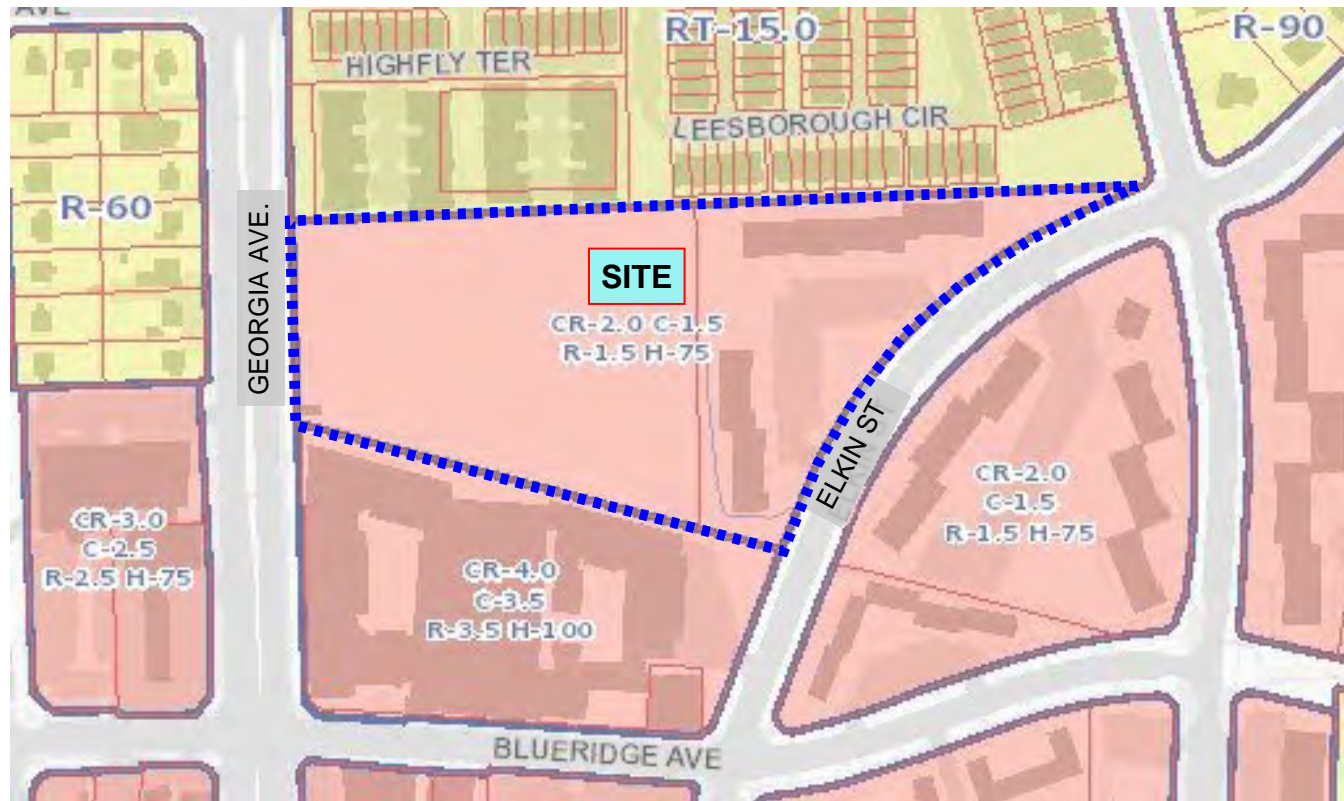 AVE
RT-15.0
R-90
HIGHFLY TER
LEESBOROUGH CIR
R-60
GEORGIA AVE.
SITE
CR-2.0 C-1.5
R-1.5 H-75
ELKIN ST
CR-2.0
C-1.5
R-1.5 H-75
CR-3.0
C-2.5
R-2.5 H-75
CR-4.0
C-3.5
R-3.5 H-100
BLUERIDGE AVE